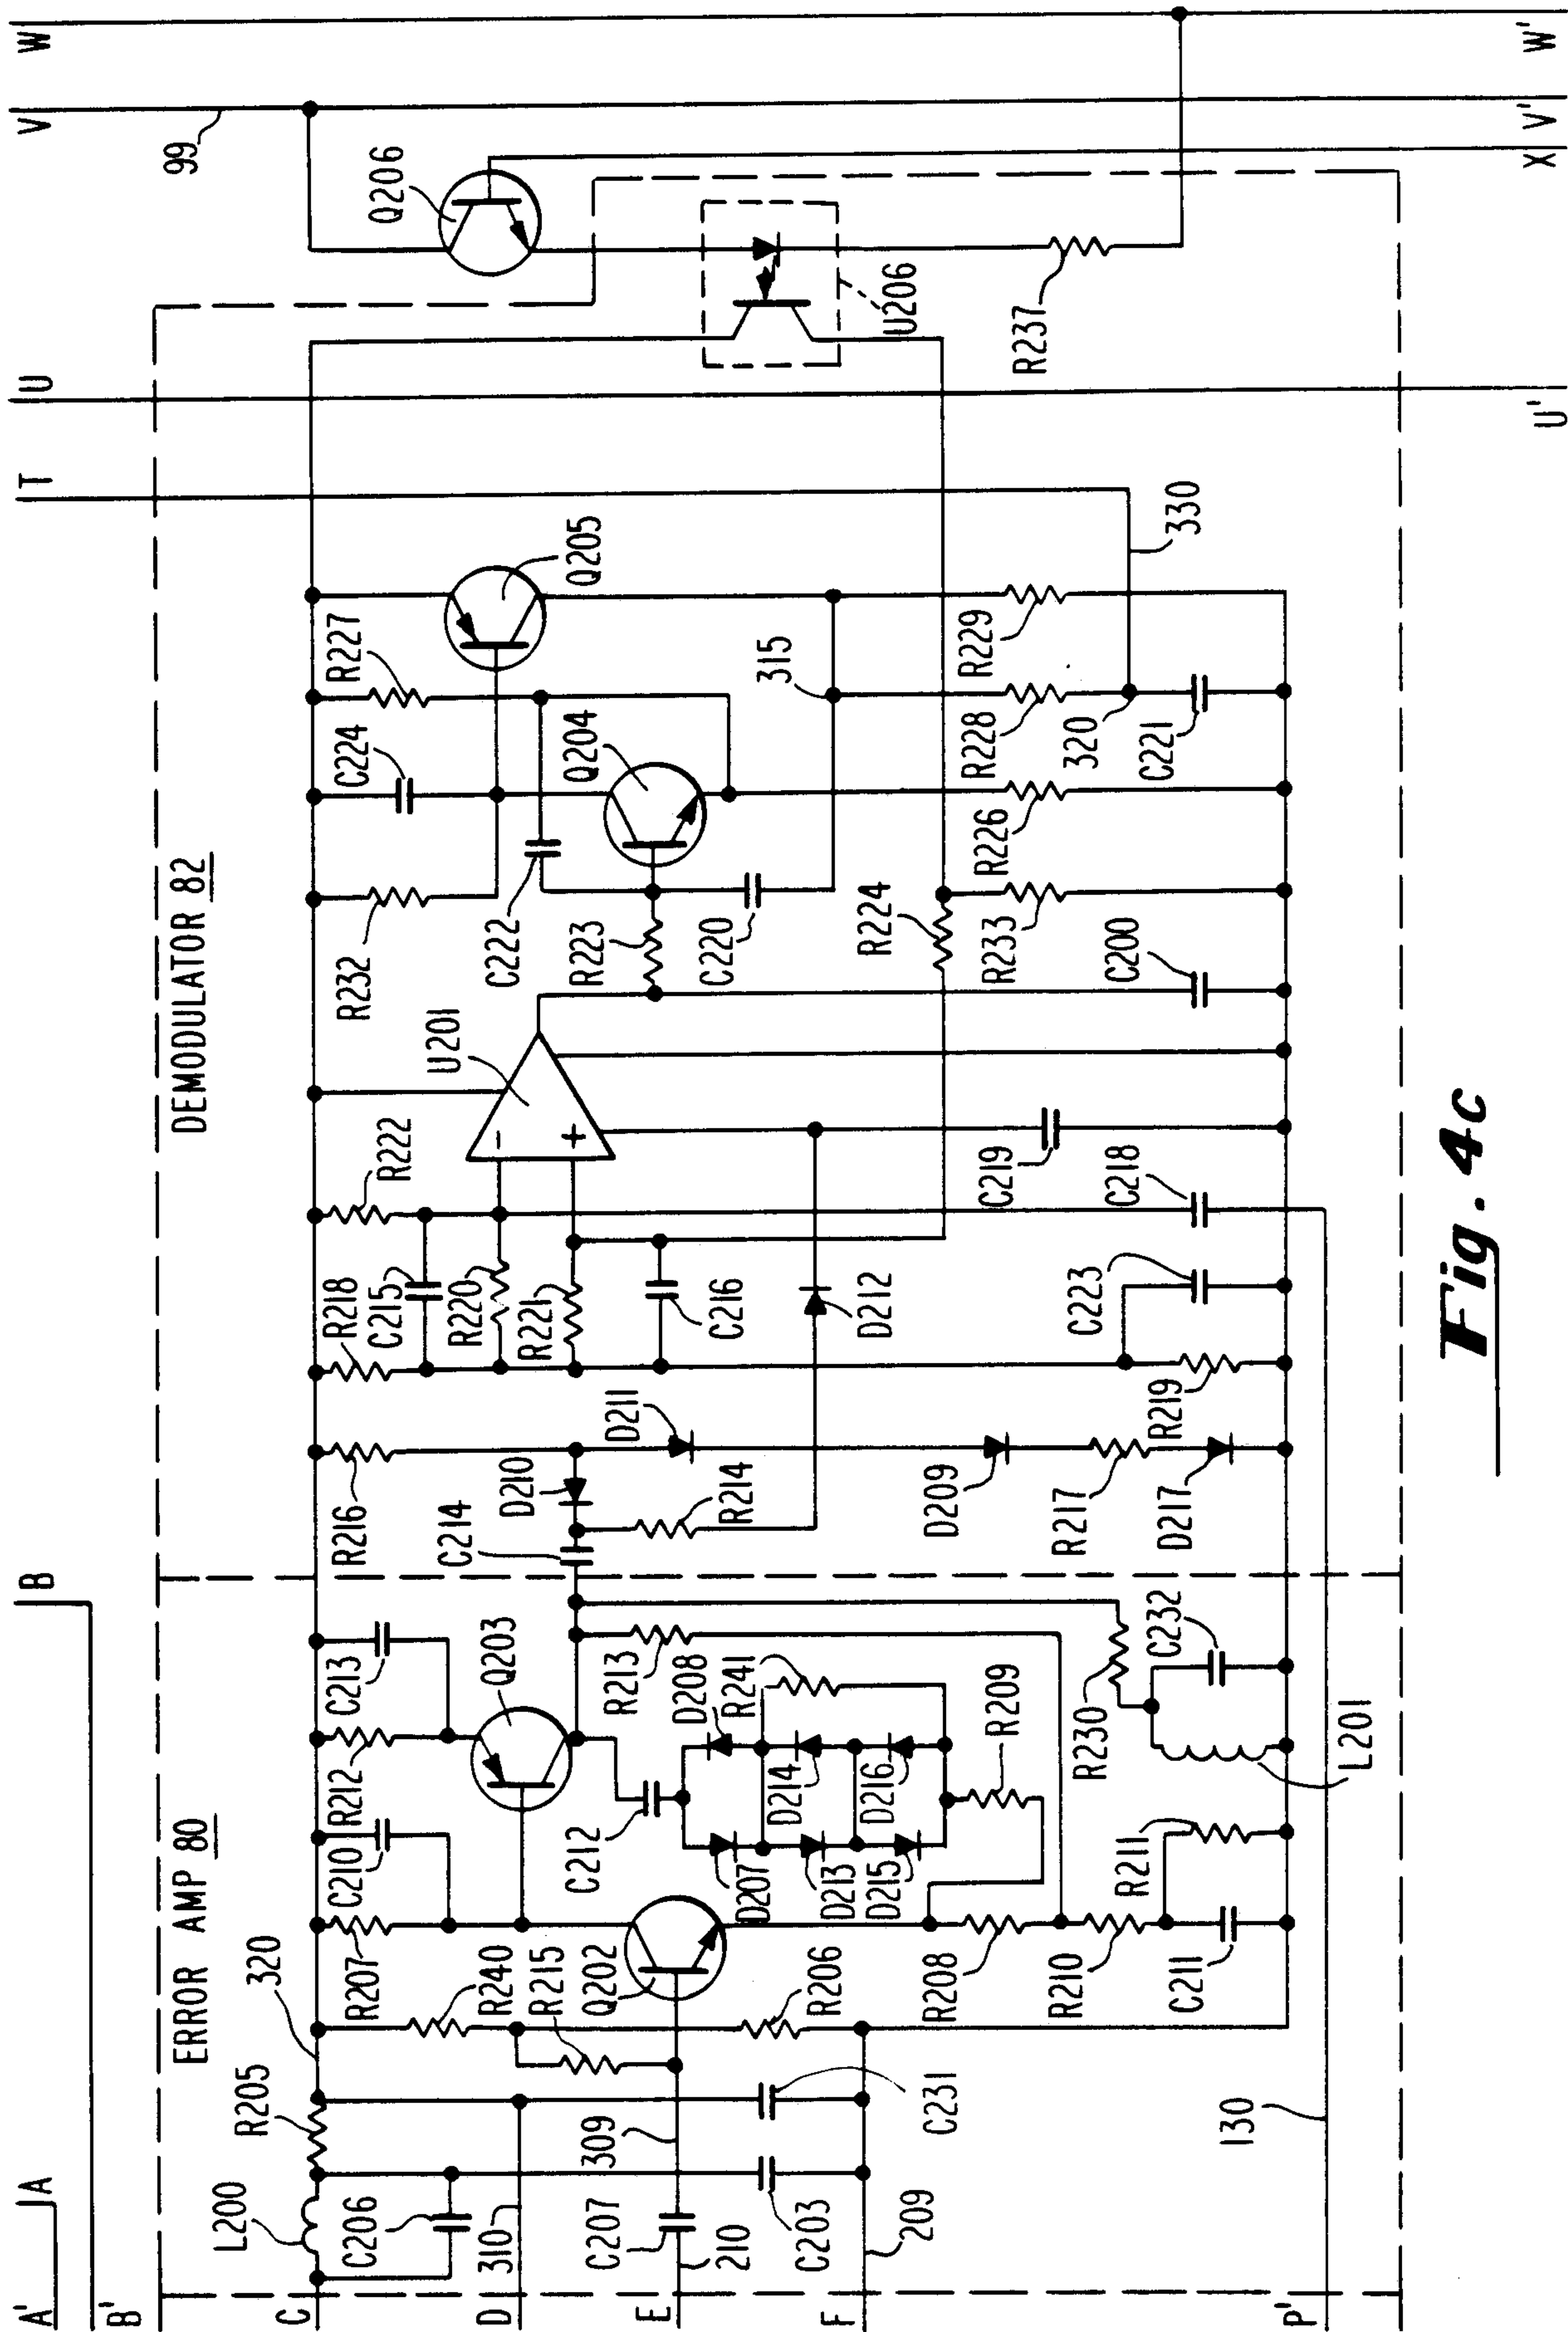 A'
A
B'
B
T
U
V
W
99
ERROR AMP 80
DEMODULATOR 82
C
L200
C206
R205
320
R207
C210
R212
C213
Q203
R216
R218
C215
R222
R232
C224
R227
Q206
D
310
R240
R215
Q202
C214
D210
D211
R220
R221
U201
C222
R223
Q204
Q205
E
C207
210
309
R206
C212
R213
D208
R241
R214
C216
D212
C220
315
U206
D207
D214
D213
D216
D215
R209
F
C203
209
C231
R208
R210
C211
R211
R230
C232
L201
D209
R217
D217
R219
C223
C219
C218
R224
R233
C200
R226
R228
320
C221
R229
330
R237
P'
130
U'
X
V'
W'
Fig. 4c